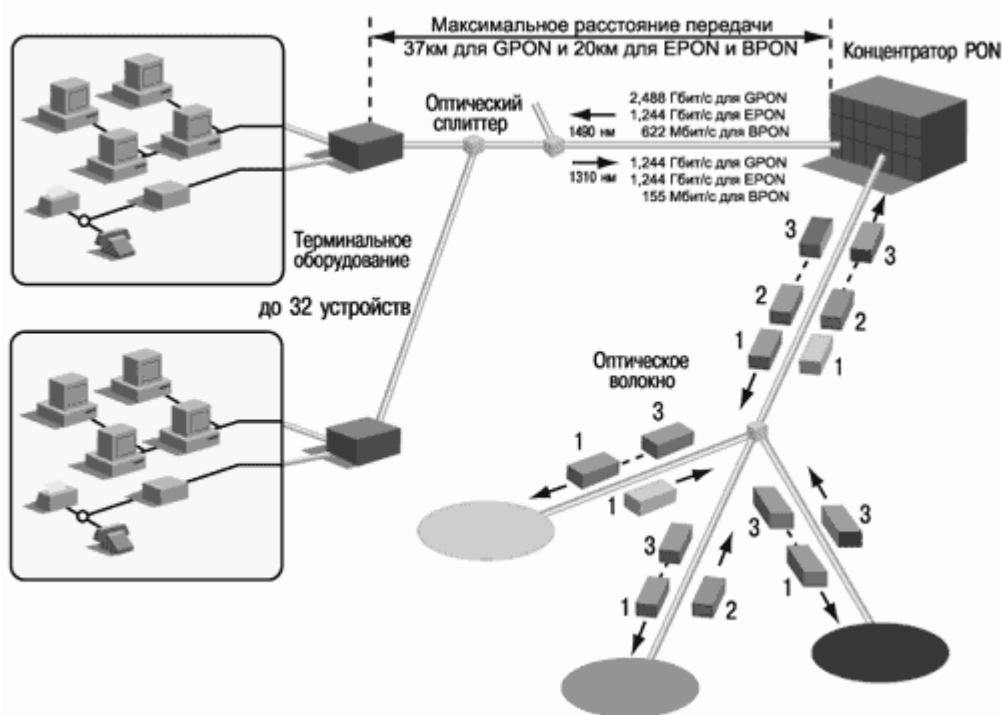 Максимальное расстояние передачи
37км для GPON и 20км для EPON и BPON
Концентратор PON
Оптический
сплиттер
2,488 Гбит/с для GPON
1,244 Гбит/с для EPON
1490 нм
622 Мбит/с для BPON
1,244 Гбит/с для GPON
1310 нм
1,244 Гбит/с для EPON
155 Мбит/с для BPON
Терминальное
оборудование
до 32 устройств
Оптическое
волокно
3
3
2
2
1
1
3
1
1
3
3
3
1
1
2